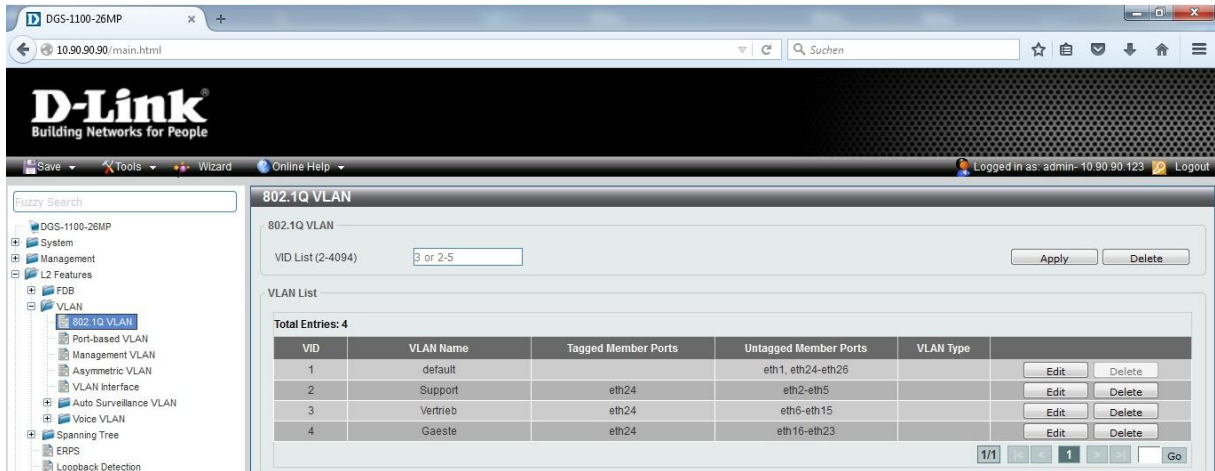 DGS-1100-26MP
10.90.90.90/main.html
Suchen
D-Link
Building Networks for People
Save Tools Wizard Online Help Logged in as: admin- 10.90.90.123 Logout
Fuzzy Search
DGS-1100-26MP
System
Management
L2 Features
FDB
VLAN
802.1Q VLAN
Port-based VLAN
Management VLAN
Asymmetric VLAN
VLAN Interface
Auto Surveillance VLAN
Voice VLAN
Spanning Tree
ERPS
Loopback Detection
802.1Q VLAN
802.1Q VLAN
VID List (2-4094) 3 or 2-5 Apply Delete
VLAN List
Total Entries: 4
VID VLAN Name Tagged Member Ports Untagged Member Ports VLAN Type
1 default eth1, eth24-eth26 Edit Delete
2 Support eth24 eth2-eth5 Edit Delete
3 Vertrieb eth24 eth6-eth15 Edit Delete
4 Gaeste eth24 eth16-eth23 Edit Delete
1/1 |< < 1 > >| Go